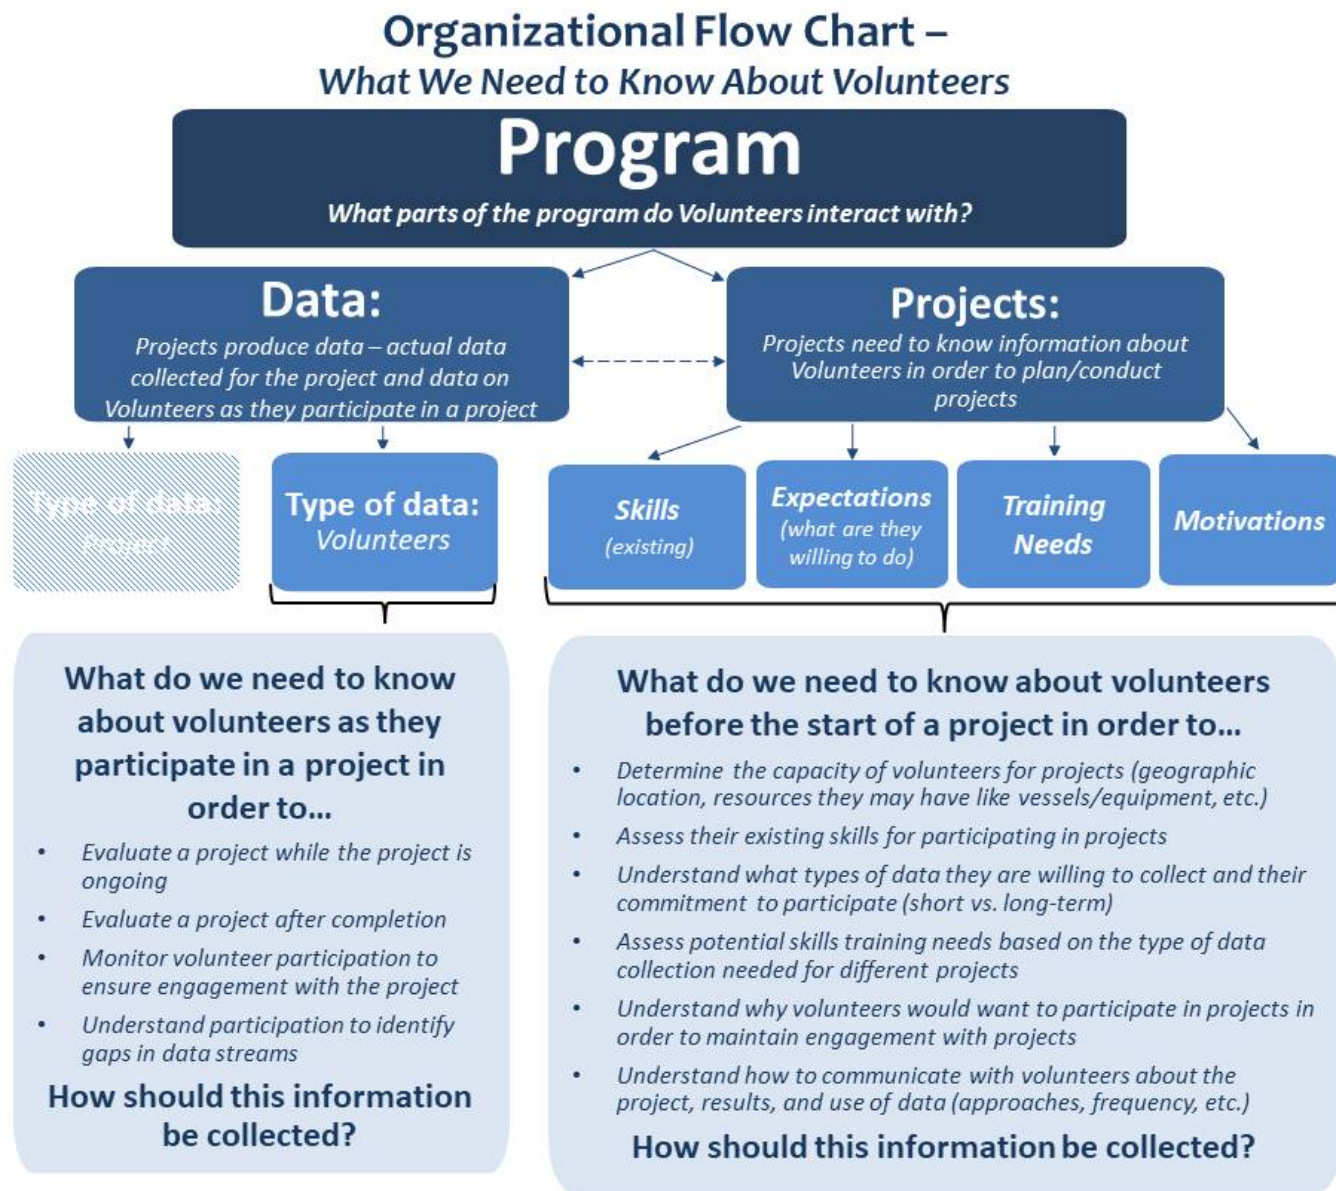 Organizational Flow Chart –
What We Need to Know About Volunteers
Program
What parts of the program do Volunteers interact with?
Data:
Projects produce data – actual data
collected for the project and data on
Volunteers as they participate in a project
Projects:
Projects need to know information about
Volunteers in order to plan/conduct
projects
Type of data:
Project
Type of data:
Volunteers
Skills
(existing)
Expectations
(what are they
willing to do)
Training
Needs
Motivations
What do we need to know
about volunteers as they
participate in a project in
order to...
• Evaluate a project while the project is
ongoing
• Evaluate a project after completion
• Monitor volunteer participation to
ensure engagement with the project
• Understand participation to identify
gaps in data streams
How should this information
be collected?
What do we need to know about volunteers
before the start of a project in order to...
• Determine the capacity of volunteers for projects (geographic
location, resources they may have like vessels/equipment, etc.)
• Assess their existing skills for participating in projects
• Understand what types of data they are willing to collect and their
commitment to participate (short vs. long-term)
• Assess potential skills training needs based on the type of data
collection needed for different projects
• Understand why volunteers would want to participate in projects in
order to maintain engagement with projects
• Understand how to communicate with volunteers about the
project, results, and use of data (approaches, frequency, etc.)
How should this information be collected?